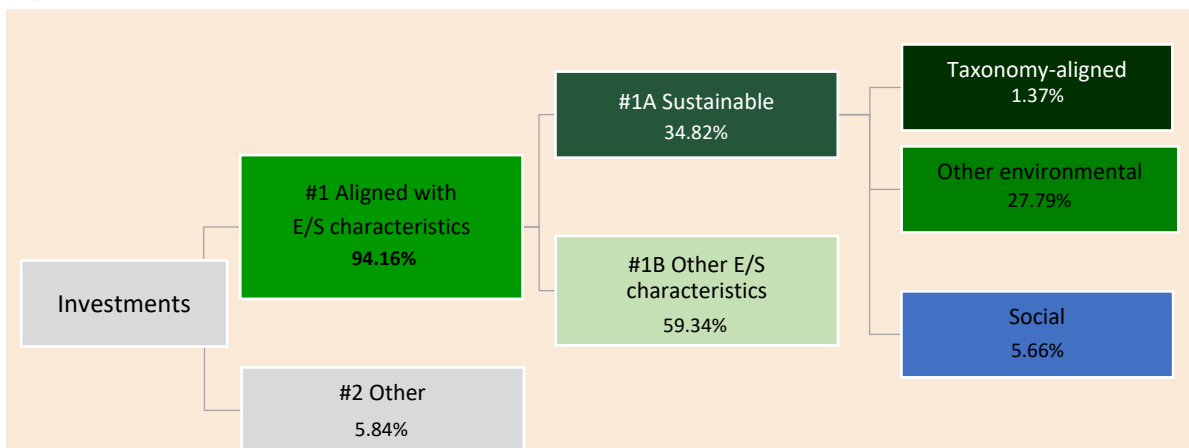 Investments
#1 Aligned with
E/S characteristics
94.16%
#2 Other
5.84%
#1A Sustainable
34.82%
#1B Other E/S
characteristics
59.34%
Taxonomy-aligned
1.37%
Other environmental
27.79%
Social
5.66%